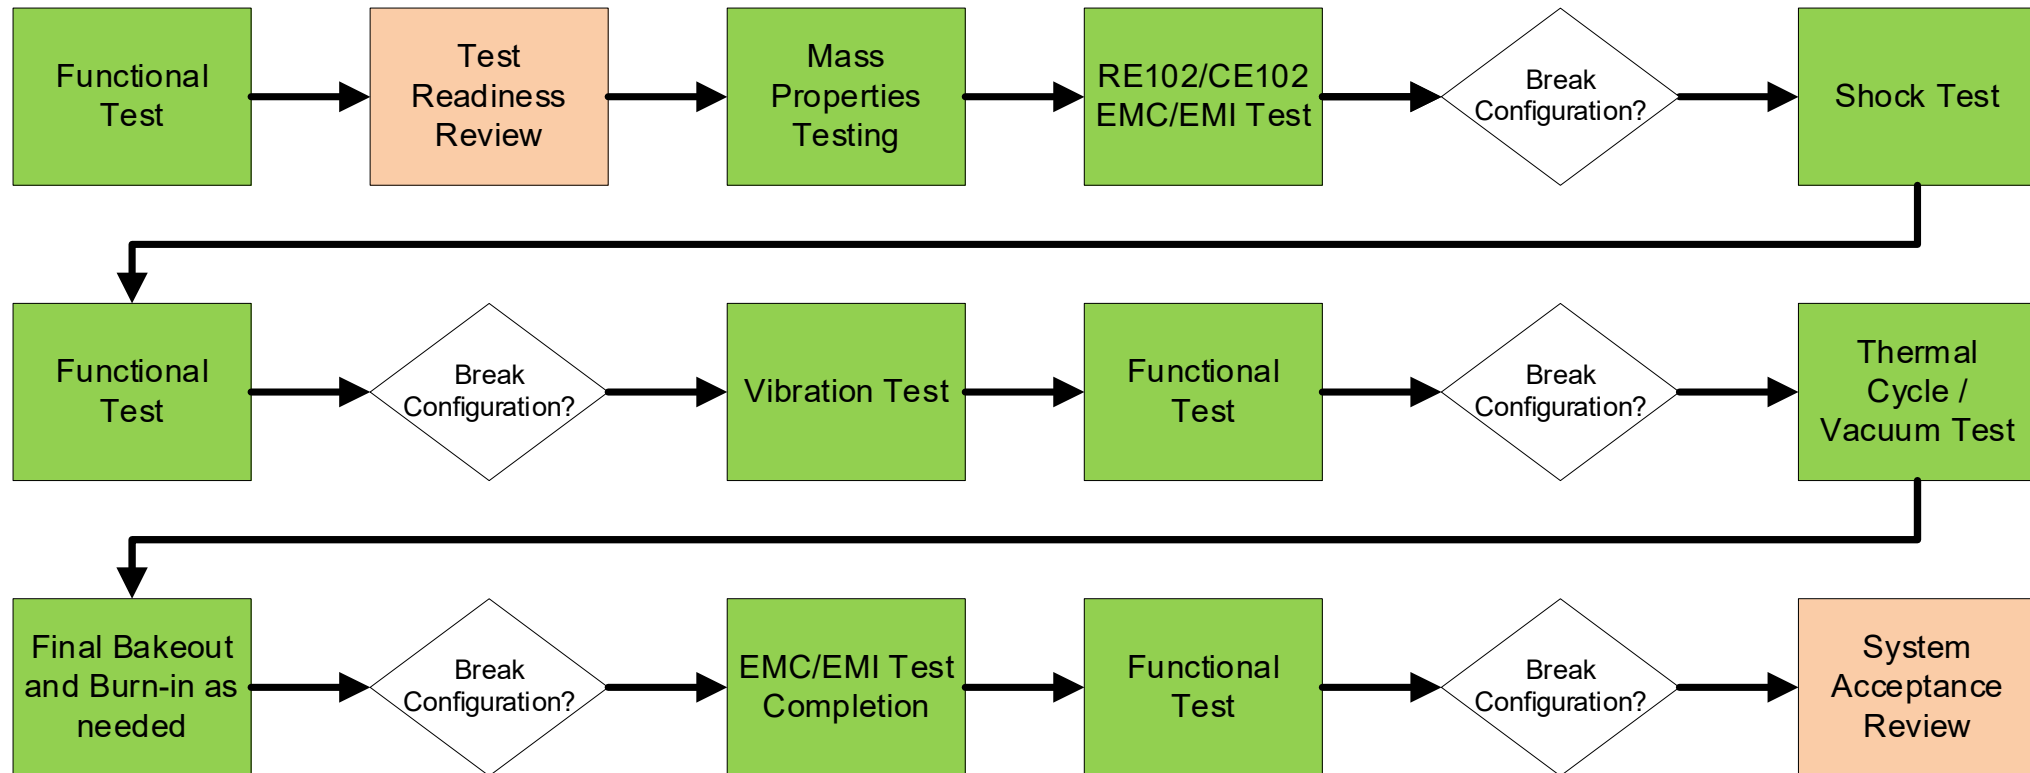 Functional
Test
Test
Readiness
Review
Mass
Properties
Testing
RE102/CE102
EMC/EMI Test
Break
Configuration?
Shock Test
Functional
Test
Break
Configuration?
Vibration Test
Functional
Test
Break
Configuration?
Thermal
Cycle /
Vacuum Test
Final Bakeout
and Burn-in as
needed
Break
Configuration?
EMC/EMI Test
Completion
Functional
Test
Break
Configuration?
System
Acceptance
Review